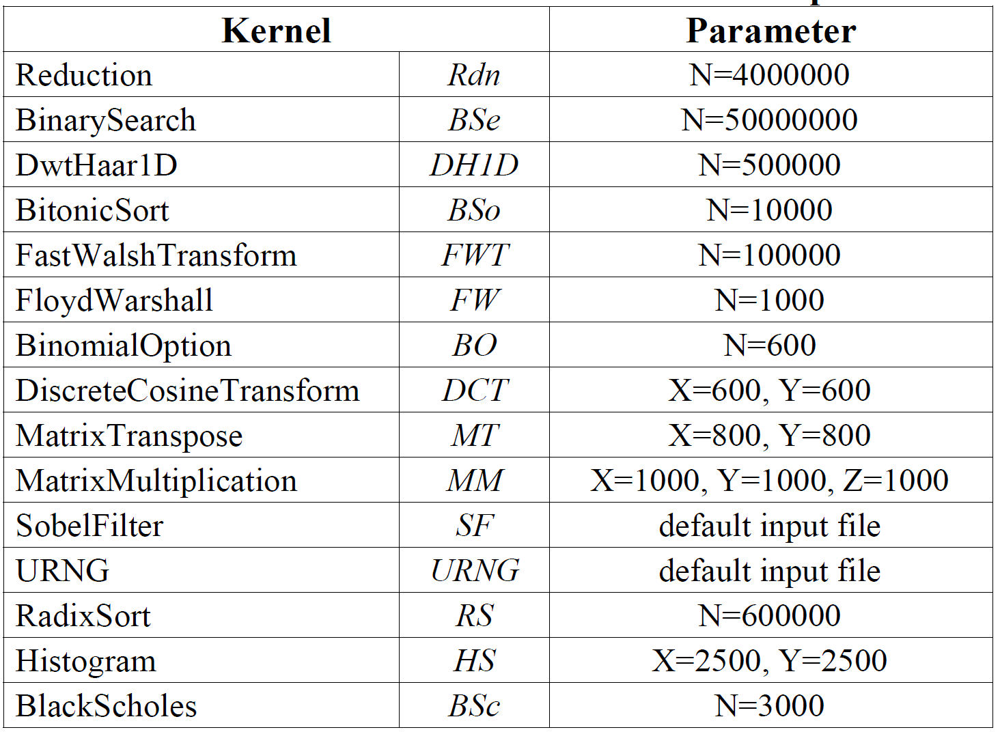 Kernel Parameter
Reduction Rdn N=4000000
BinarySearch BSe N=50000000
DwtHaar1D DH1D N=500000
BitonicSort BSo N=10000
FastWalshTransform FWT N=100000
FloydWarshall FW N=1000
BinomialOption BO N=600
DiscreteCosineTransform DCT X=600, Y=600
MatrixTranspose MT X=800, Y=800
MatrixMultiplication MM X=1000, Y=1000, Z=1000
SobelFilter SF default input file
URNG URNG default input file
RadixSort RS N=600000
Histogram HS X=2500, Y=2500
BlackScholes BSc N=3000